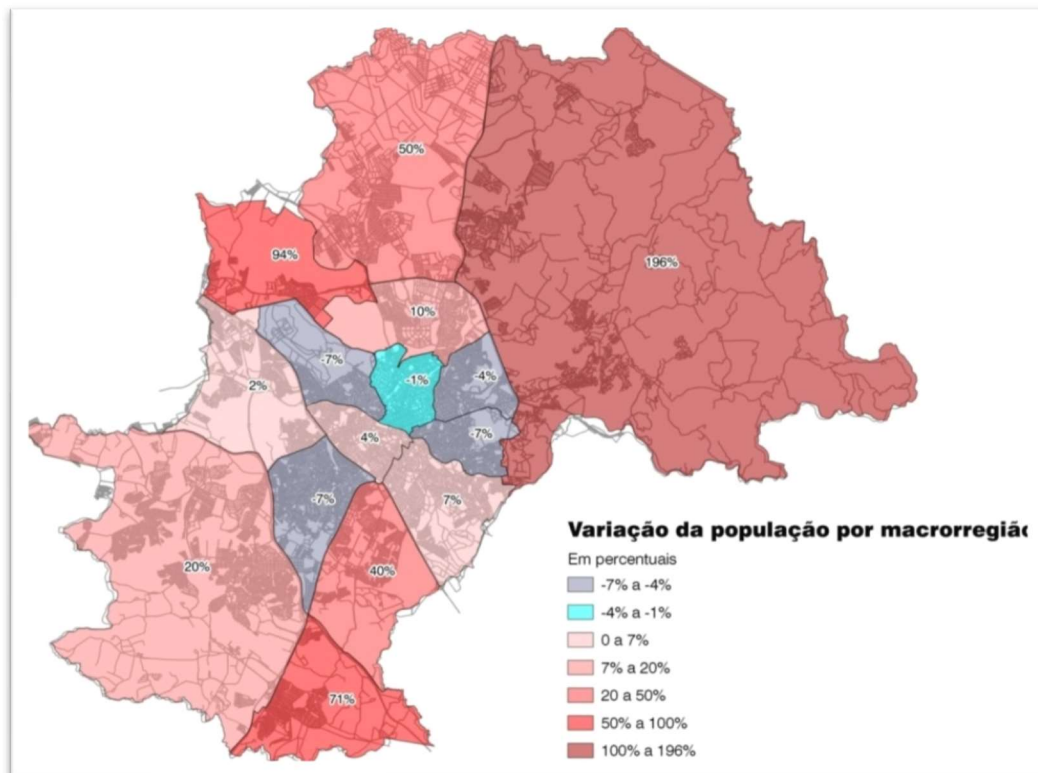 50%
196%
94%
10%
-7%
-1%
-4%
2%
4%
-7%
-7%
7%
20%
40%
71%
Variação da população por macrorregião
Em percentuais
-7% a -4%
-4% a -1%
0 a 7%
7% a 20%
20 a 50%
50% a 100%
100% a 196%